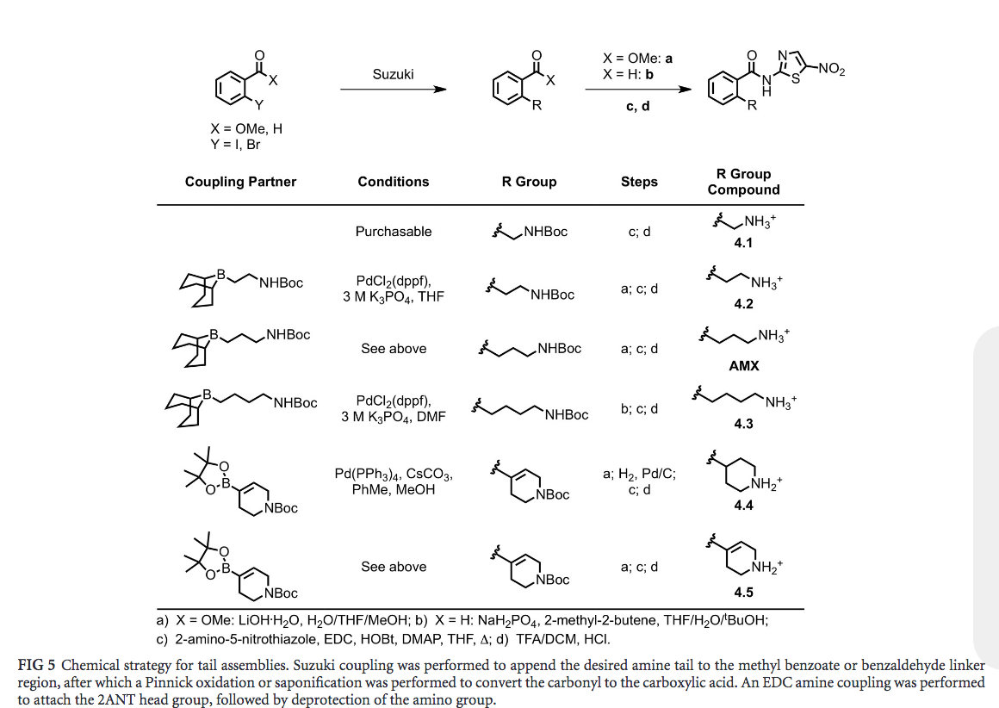 O
X
Y
X = OMe, H
Y = I, Br
Suzuki
O
X
R
X = OMe: a
X = H: b
c, d
O
N
H
N
S
NO2
R
Coupling Partner
Conditions
R Group
Steps
R Group
Compound
Purchasable
NHBoc
c; d
NH3+
4.1
B
NHBoc
PdCl2(dppf),
3 M K3PO4, THF
NHBoc
a; c; d
NH3+
4.2
B
NHBoc
See above
NHBoc
a; c; d
NH3+
AMX
B
NHBoc
PdCl2(dppf),
3 M K3PO4, DMF
NHBoc
b; c; d
NH3+
4.3
O
O
B
NBoc
Pd(PPh3)4, CsCO3,
PhMe, MeOH
NBoc
a; H2, Pd/C;
c; d
NH2+
4.4
O
O
B
NBoc
See above
NBoc
a; c; d
NH2+
4.5
a) X = OMe: LiOH·H2O, H2O/THF/MeOH; b) X = H: NaH2PO4, 2-methyl-2-butene, THF/H2O/tBuOH;
c) 2-amino-5-nitrothiazole, EDC, HOBt, DMAP, THF, Δ; d) TFA/DCM, HCl.
FIG 5 Chemical strategy for tail assemblies. Suzuki coupling was performed to append the desired amine tail to the methyl benzoate or benzaldehyde linker
region, after which a Pinnick oxidation or saponification was performed to convert the carbonyl to the carboxylic acid. An EDC amine coupling was performed
to attach the 2ANT head group, followed by deprotection of the amino group.